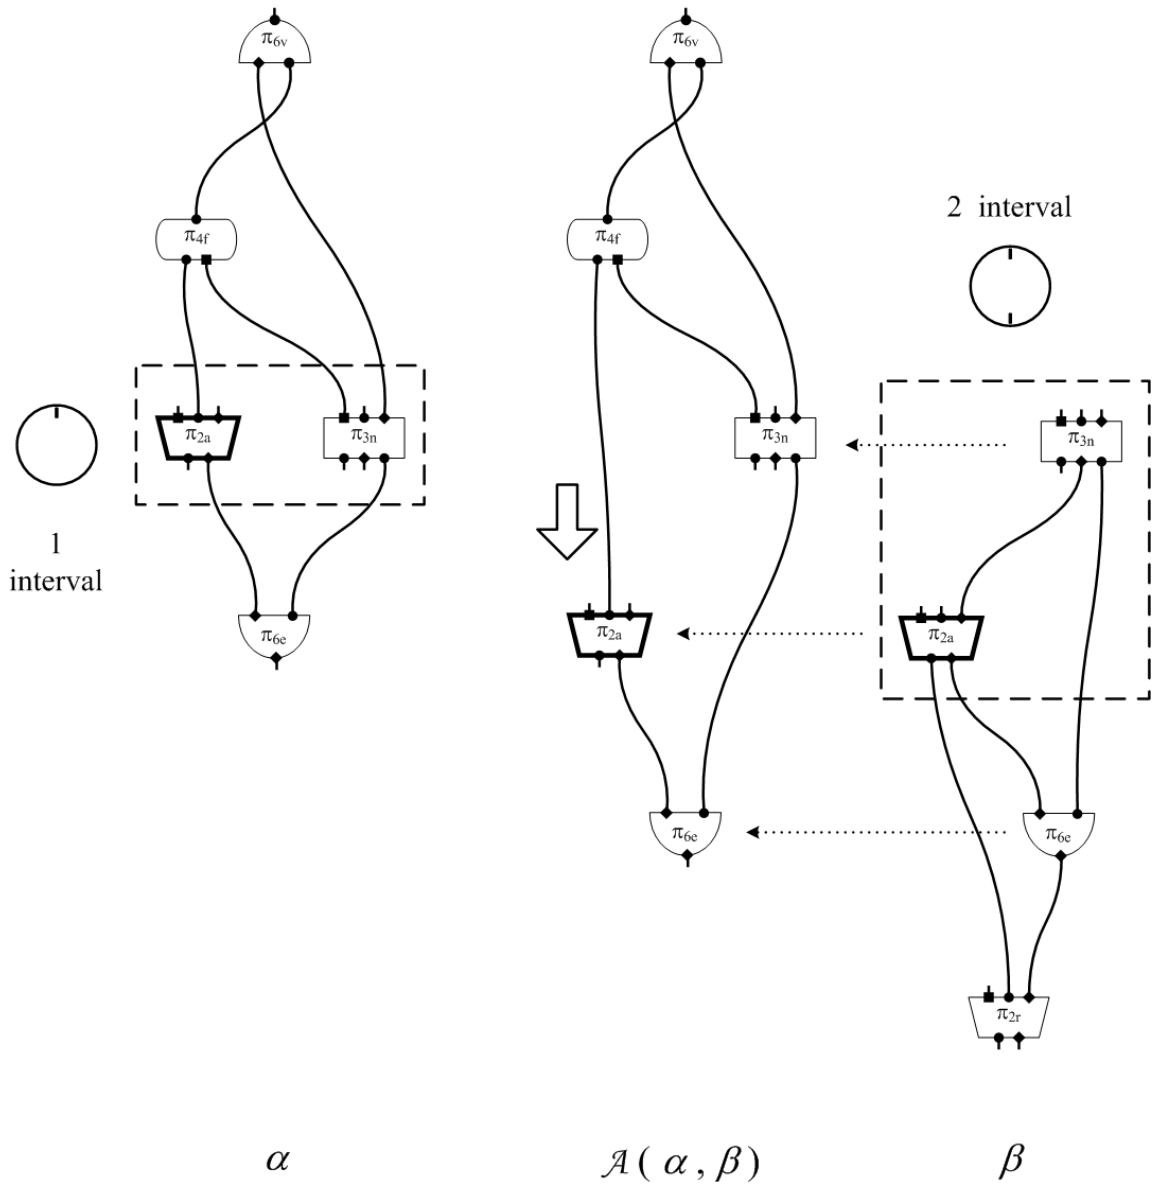 π6v
π4f
π2a
π3n
π6e
1
interval
α
π6v
π4f
π3n
π2a
π6e
𝒜 ( α , β )
2 interval
π3n
π2a
π6e
π2r
β